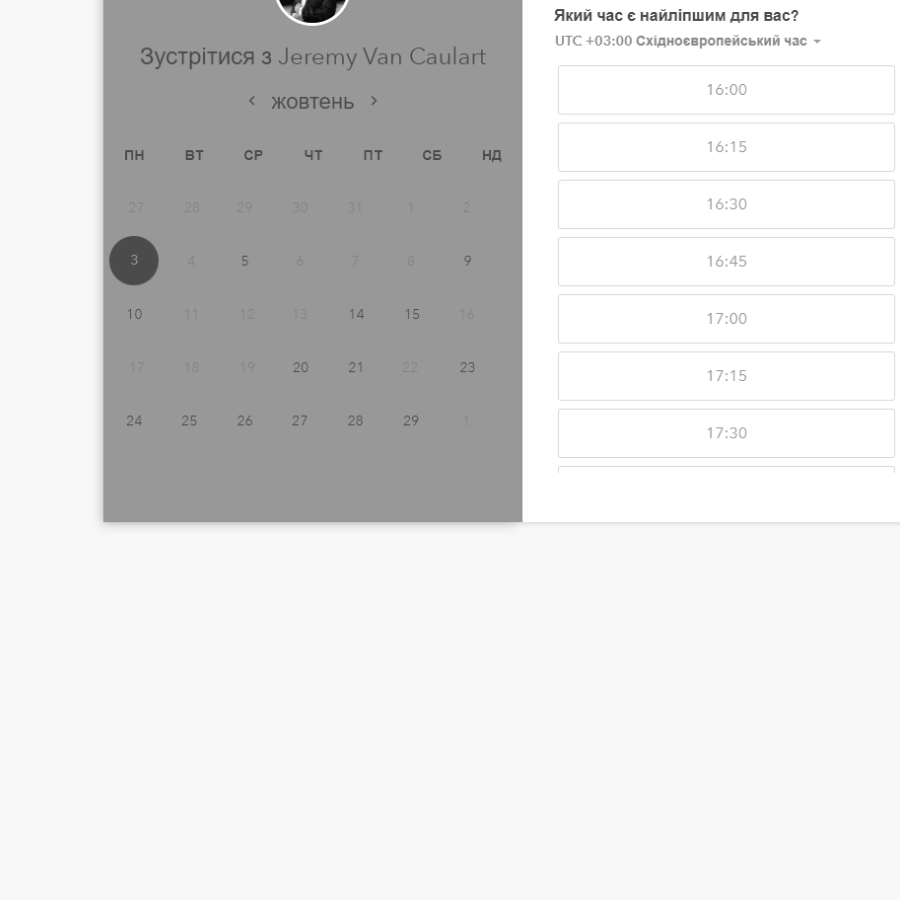 Зустрітися з Jeremy Van Caulart
жовтень
ПН ВТ СР ЧТ ПТ СБ НД
27 28 29 30 31 1 2
3 4 5 6 7 8 9
10 11 12 13 14 15 16
17 18 19 20 21 22 23
24 25 26 27 28 29 1
Який час є найліпшим для вас?
UTC +03:00 Східноєвропейський час
16:00
16:15
16:30
16:45
17:00
17:15
17:30